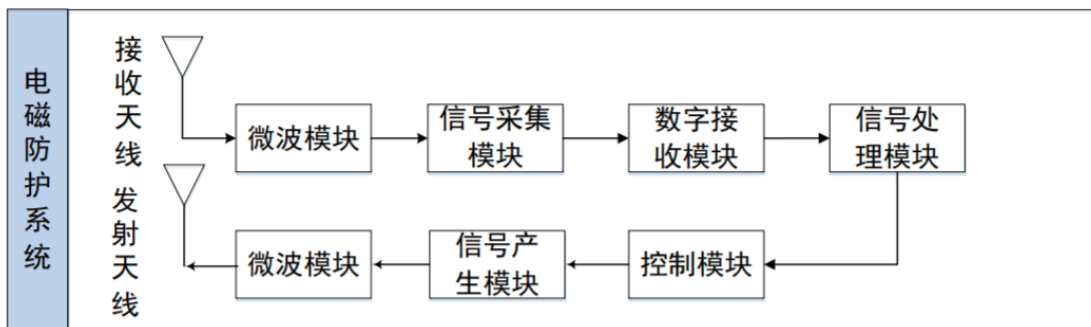 电磁防护系统
接收天线
微波模块
信号采集
模块
数字接
收模块
信号处
理模块
发射天线
微波模块
信号产
生模块
控制模块